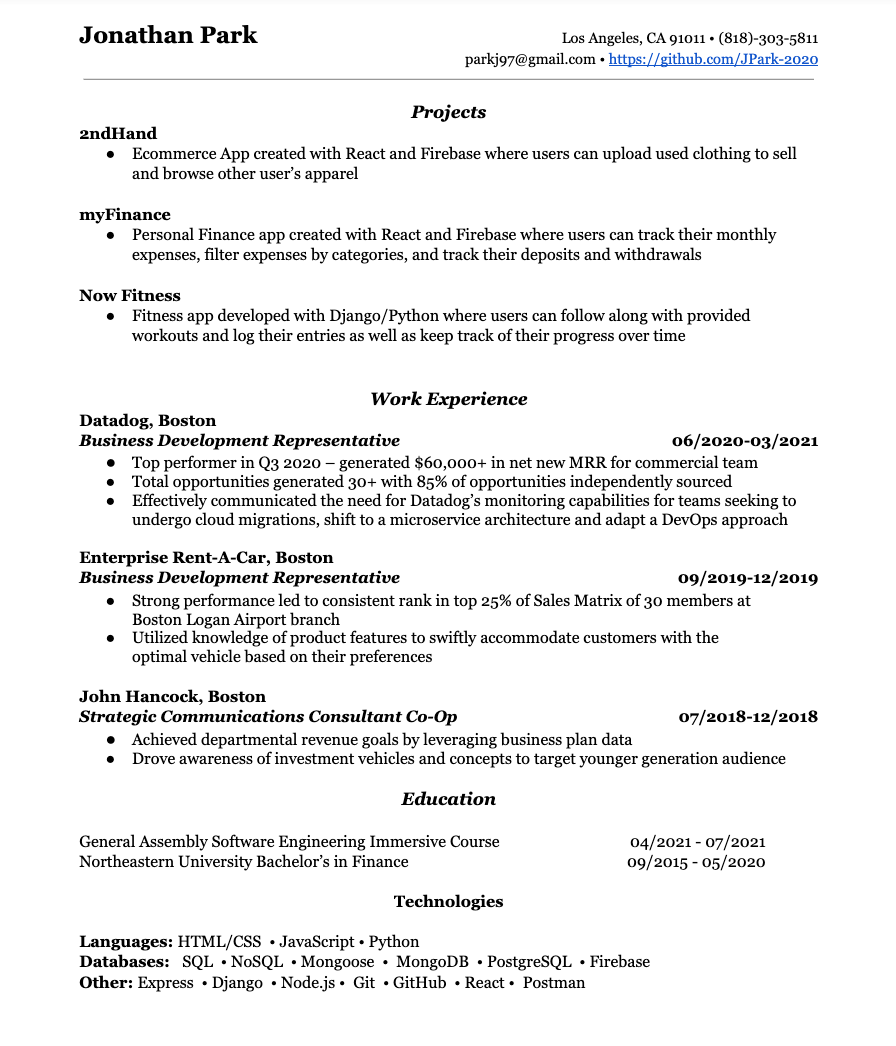 Jonathan Park
Los Angeles, CA 91011 • (818)-303-5811
parkj97@gmail.com • https://github.com/JPark-2020
Projects
2ndHand
● Ecommerce App created with React and Firebase where users can upload used clothing to sell
and browse other user’s apparel
myFinance
● Personal Finance app created with React and Firebase where users can track their monthly
expenses, filter expenses by categories, and track their deposits and withdrawals
Now Fitness
● Fitness app developed with Django/Python where users can follow along with provided
workouts and log their entries as well as keep track of their progress over time
Work Experience
Datadog, Boston
Business Development Representative 06/2020-03/2021
● Top performer in Q3 2020 – generated $60,000+ in net new MRR for commercial team
● Total opportunities generated 30+ with 85% of opportunities independently sourced
● Effectively communicated the need for Datadog’s monitoring capabilities for teams seeking to
undergo cloud migrations, shift to a microservice architecture and adapt a DevOps approach
Enterprise Rent-A-Car, Boston
Business Development Representative 09/2019-12/2019
● Strong performance led to consistent rank in top 25% of Sales Matrix of 30 members at
Boston Logan Airport branch
● Utilized knowledge of product features to swiftly accommodate customers with the
optimal vehicle based on their preferences
John Hancock, Boston
Strategic Communications Consultant Co-Op 07/2018-12/2018
● Achieved departmental revenue goals by leveraging business plan data
● Drove awareness of investment vehicles and concepts to target younger generation audience
Education
General Assembly Software Engineering Immersive Course 04/2021 - 07/2021
Northeastern University Bachelor’s in Finance 09/2015 - 05/2020
Technologies
Languages: HTML/CSS • JavaScript • Python
Databases: SQL • NoSQL • Mongoose • MongoDB • PostgreSQL • Firebase
Other: Express • Django • Node.js • Git • GitHub • React • Postman